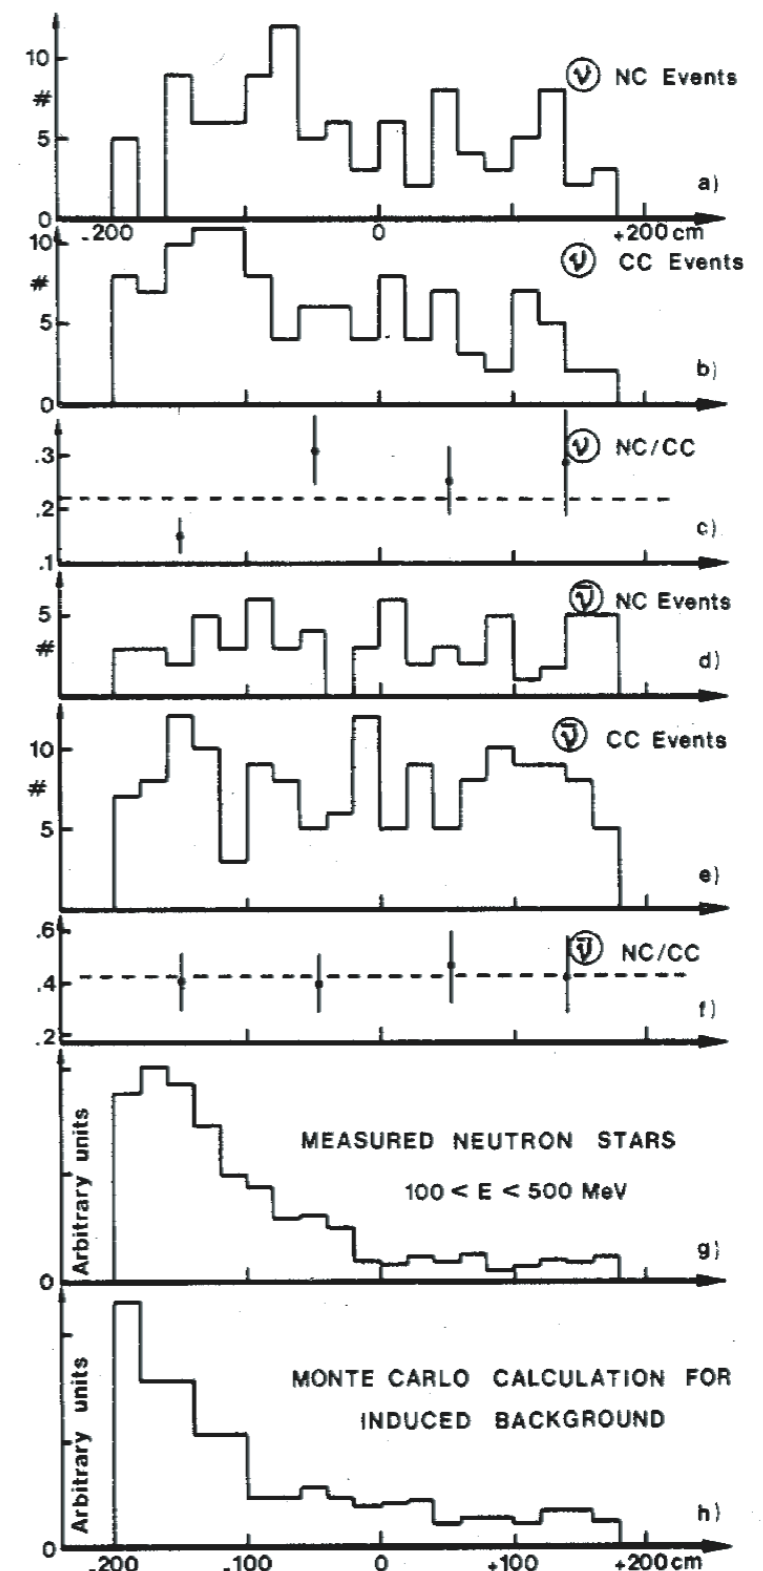 10
ν NC Events
#
5
a)
0
-200 0 +200 cm
10
ν CC Events
#
5
b)
0
.3
ν NC/CC
.2
c)
.1
5
ν̄ NC Events
#
d)
10
ν̄ CC Events
#
5
e)
.6
ν̄ NC/CC
.4
f)
.2
Arbitrary units
MEASURED NEUTRON STARS
100 < E < 500 MeV
g)
0
Arbitrary units
MONTE CARLO CALCULATION FOR
INDUCED BACKGROUND
h)
0
-200 -100 0 +100 +200 cm